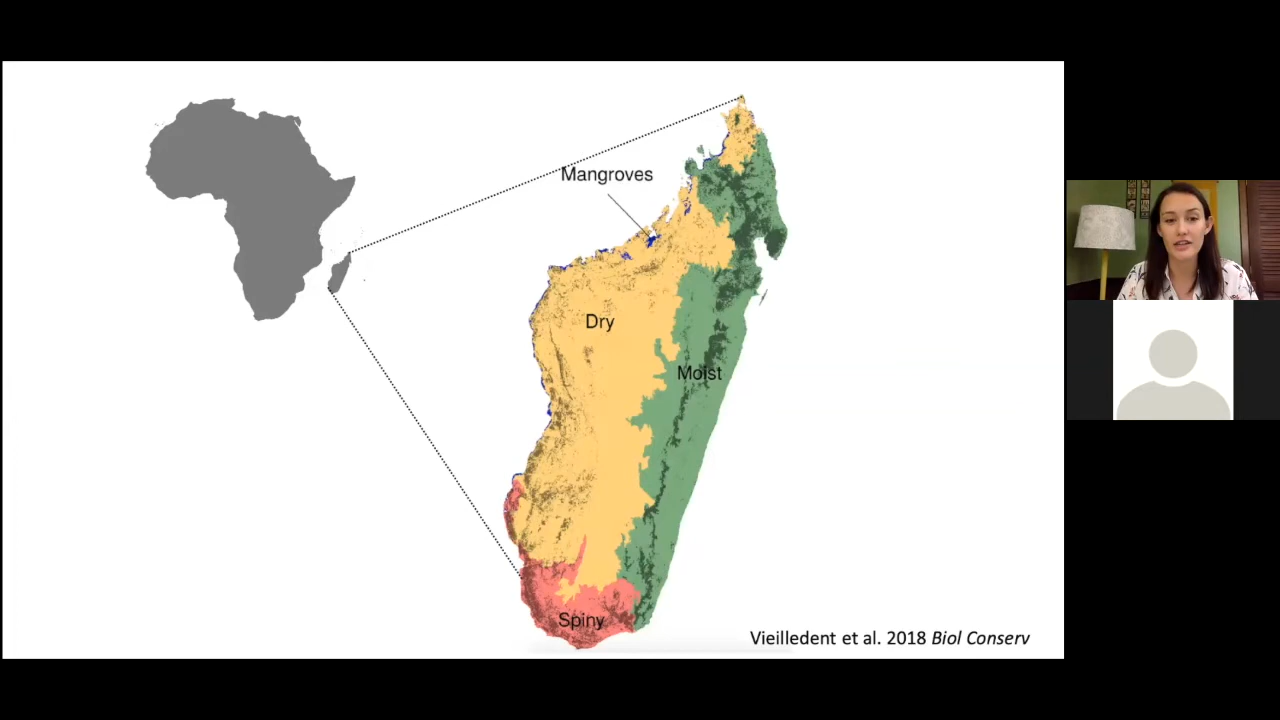 Mangroves
Dry
Moist
Spiny
Vieilledent et al. 2018 Biol Conserv